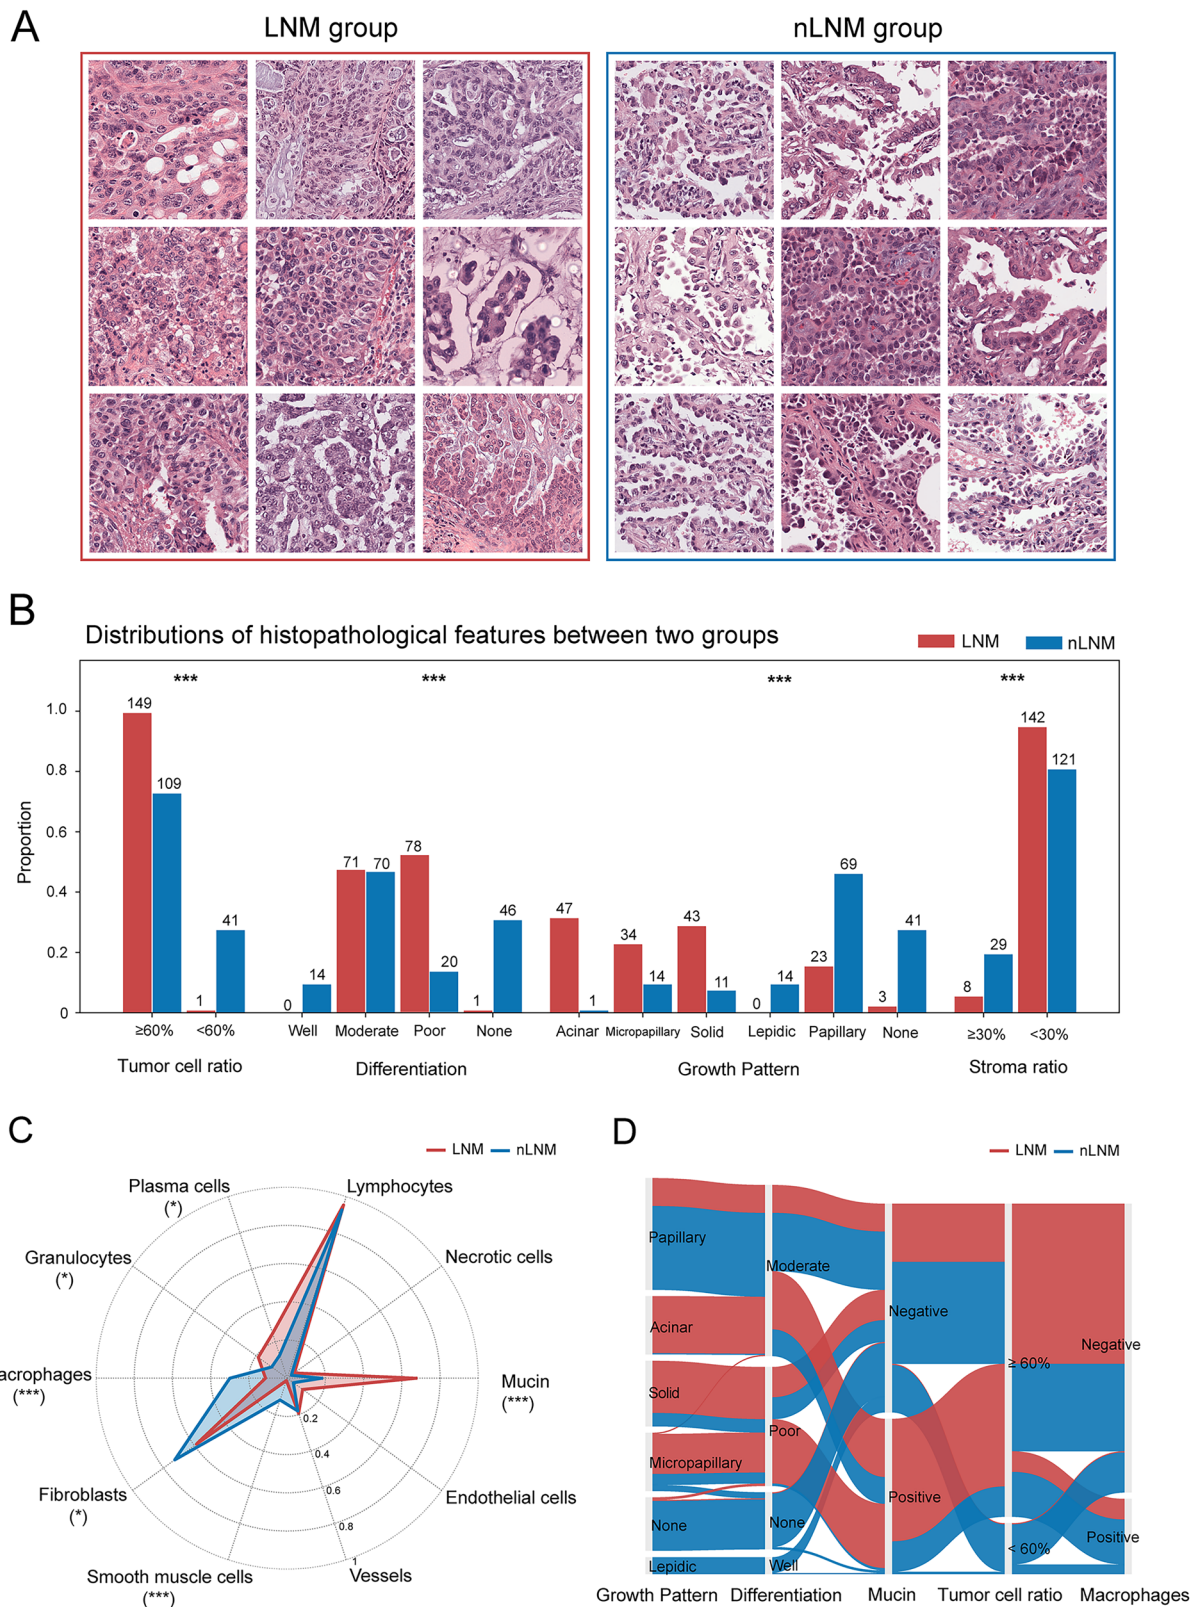 A
LNM group
nLNM group
B
Distributions of histopathological features between two groups
LNM
nLNM
***
***
***
***
Proportion
1.0
0.8
0.6
0.4
0.2
0
149
109
1
41
0
14
71
70
78
20
1
46
47
1
34
14
43
11
0
14
23
69
3
41
8
29
142
121
≥60%
<60%
Well
Moderate
Poor
None
Acinar
Micropapillary
Solid
Lepidic
Papillary
None
≥30%
<30%
Tumor cell ratio
Differentiation
Growth Pattern
Stroma ratio
C
LNM
nLNM
Plasma cells
(*)
Lymphocytes
Granulocytes
(*)
Necrotic cells
acrophages
(***)
Mucin
(***)
Fibroblasts
(*)
Endothelial cells
Smooth muscle cells
(***)
Vessels
0.2
0.4
0.6
0.8
1
D
LNM
nLNM
Papillary
Acinar
Solid
Micropapillary
None
Lepidic
Moderate
Poor
None
Well
Negative
Positive
≥ 60%
< 60%
Negative
Positive
Growth Pattern
Differentiation
Mucin
Tumor cell ratio
Macrophages